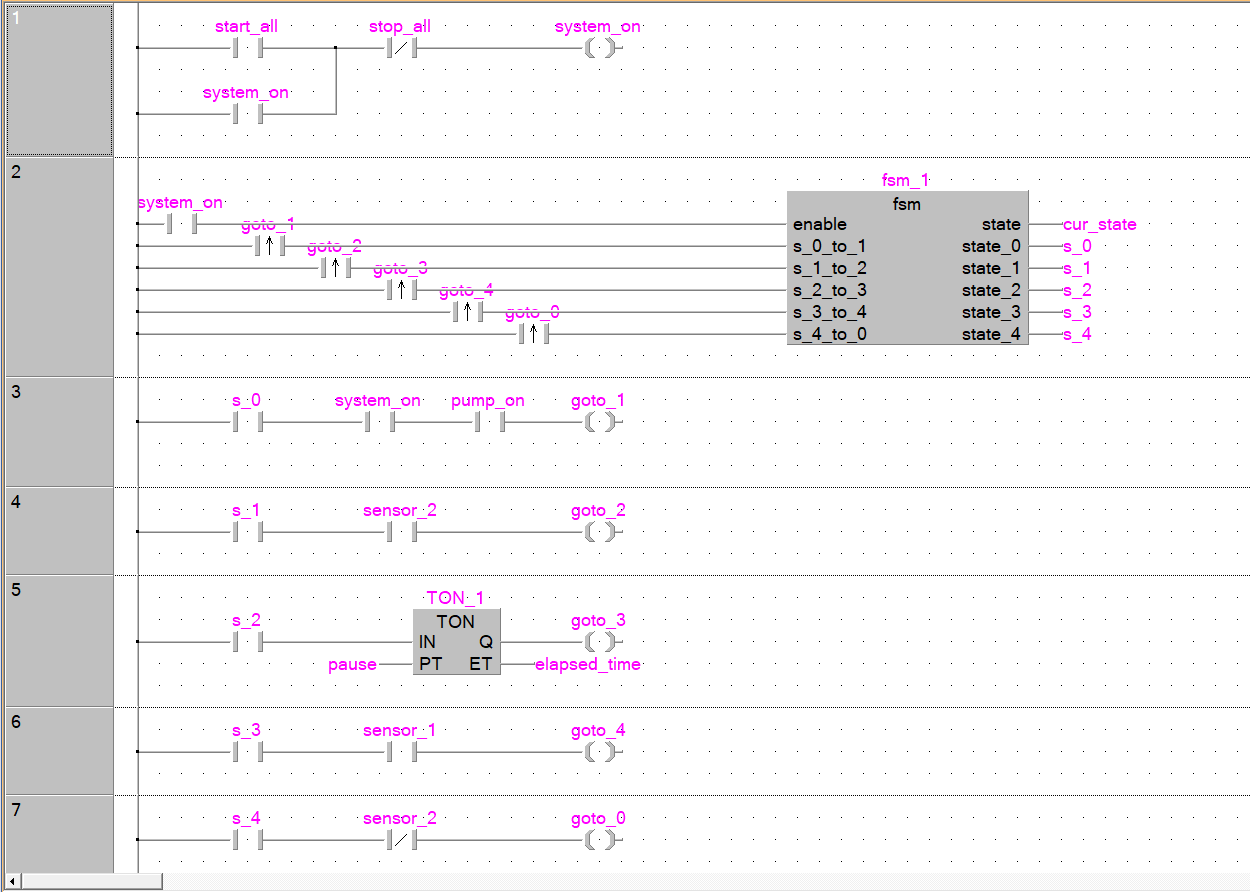 1
start_all stop_all system_on
system_on
2
fsm_1
fsm
system_on
enable state cur_state
goto_1
s_0_to_1 state_0 s_0
goto_2
s_1_to_2 state_1 s_1
goto_3
s_2_to_3 state_2 s_2
goto_4
s_3_to_4 state_3 s_3
goto_0
s_4_to_0 state_4 s_4
3
s_0 system_on pump_on goto_1
4
s_1 sensor_2 goto_2
5
TON_1
s_2 TON goto_3
IN Q
pause PT ET elapsed_time
6
s_3 sensor_1 goto_4
7
s_4 sensor_2 goto_0